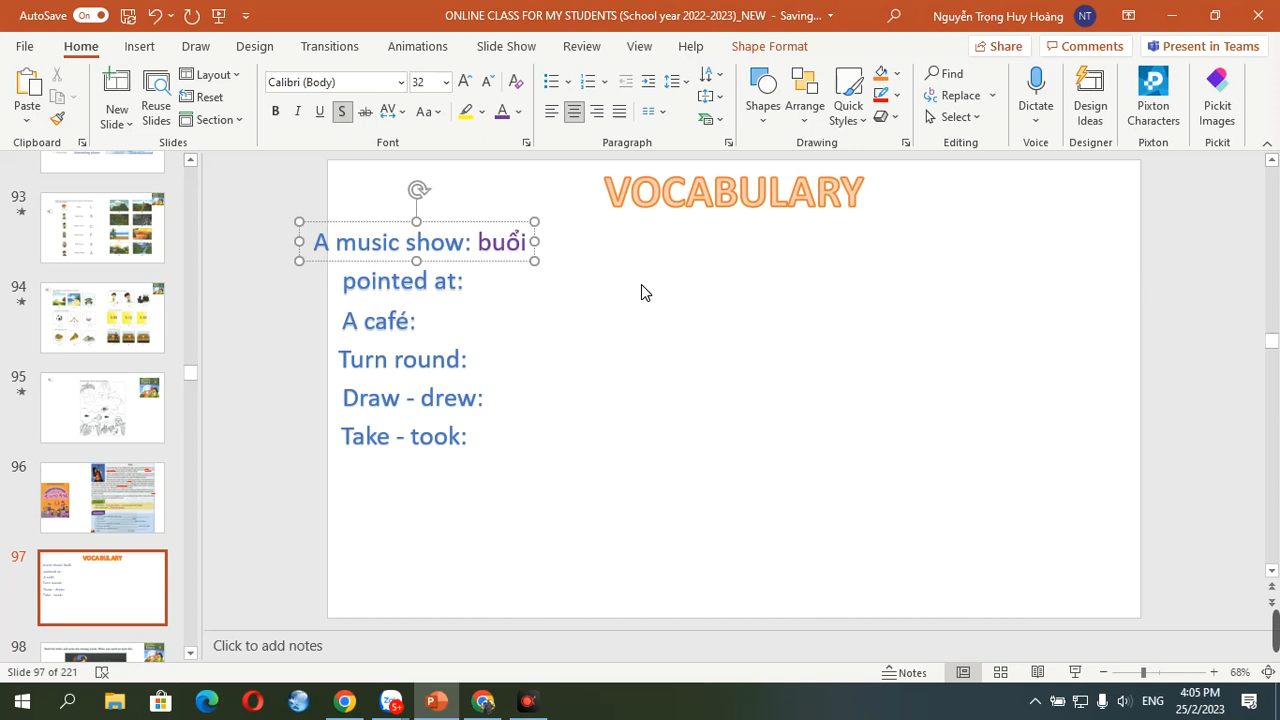 AutoSave On
ONLINE CLASS FOR MY STUDENTS (School year 2022-2023)_NEW - Saving...
Nguyễn Trọng Huy Hoàng NT
File Home Insert Draw Design Transitions Animations Slide Show Review View Help Shape Format Share Comments Present in Teams
Paste New Slide Reuse Slides Layout Reset Section Calibri (Body) 32 Shapes Arrange Quick Styles Find Replace Select Dictate Design Ideas Pixton Characters Pickit Images
Clipboard Slides Font Paragraph Drawing Editing Voice Designer Pixton Pickit
93
94
95
96
97
98
VOCABULARY
A music show: buổi
pointed at:
A café:
Turn round:
Draw - drew:
Take - took:
Click to add notes
Slide 97 of 221 Notes 68%
ENG 4:05 PM
25/2/2023